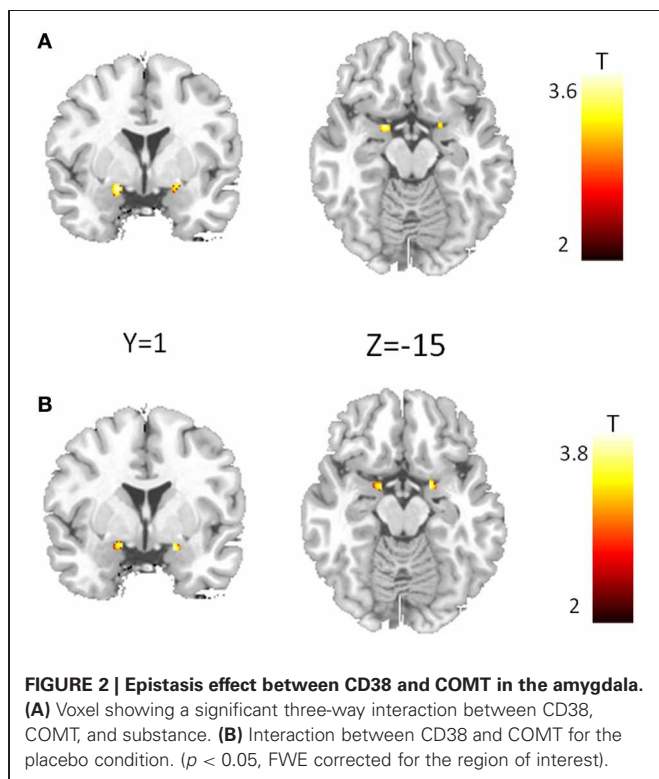 A
T
3.6
2
Y=1
Z=-15
B
T
3.8
2
FIGURE 2 | Epistasis effect between CD38 and COMT in the amygdala.
(A) Voxel showing a significant three-way interaction between CD38,
COMT, and substance. (B) Interaction between CD38 and COMT for the
placebo condition. (p < 0.05, FWE corrected for the region of interest).